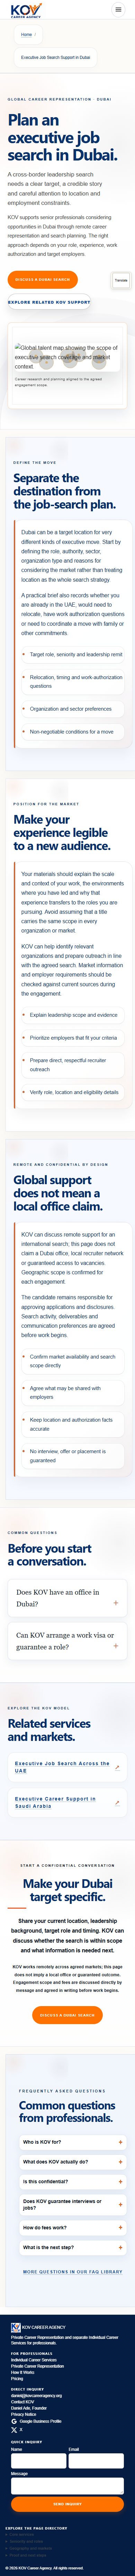 KOV
CAREER AGENCY
Home /
Executive Job Search Support in Dubai
GLOBAL CAREER REPRESENTATION · DUBAI
Plan an
executive job
search in Dubai.
A cross-border leadership search
needs a clear target, a credible story
and careful attention to location and
employment constraints.
KOV supports senior professionals considering
opportunities in Dubai through remote career
representation and search planning. The right
approach depends on your role, experience, work
authorization and target employers.
DISCUSS A DUBAI SEARCH
Translate
EXPLORE RELATED KOV SUPPORT
Global talent map showing the scope of
executive search coverage and market
context.
Career research and planning aligned to the agreed
engagement scope.
DEFINE THE MOVE
Separate the
destination from
the job-search plan.
Dubai can be a target location for very
different kinds of executive move. Start by
defining the role, authority, sector,
organization type and reasons for
considering the market rather than treating
location as the whole search strategy.
A practical brief also records whether you
already live in the UAE, would need to
relocate, have work authorization questions
or need to coordinate a move with family or
other commitments.
Target role, seniority and leadership remit
Relocation, timing and work-authorization
questions
Organization and sector preferences
Non-negotiable conditions for a move
POSITION FOR THE MARKET
Make your
experience legible
to a new audience.
Your materials should explain the scale
and context of your work, the environments
where you have led and the type of role you
are pursuing. Avoid assuming that a title
carries the same scope in every
organization or market.
KOV can help identify relevant
organizations and prepare outreach in line
with the agreed search. Market information
and employer requirements should be
checked against current sources during
the engagement.
Explain leadership scope and evidence
Prioritize employers that fit your criteria
Prepare direct, respectful recruiter
outreach
Verify role, location and eligibility details
REMOTE AND CONFIDENTIAL BY DESIGN
Global support
does not mean a
local office claim.
KOV can discuss remote support for an
international search; this page does not
claim a Dubai office, local recruiter network
or guaranteed access to vacancies.
Geographic scope is confirmed for
each engagement.
The candidate remains responsible for
approving applications and disclosures.
Search activity, deliverables and
communication preferences are agreed
before work begins.
Confirm market availability and search
scope directly
Agree what may be shared with
employers
Keep location and authorization facts
accurate
No interview, offer or placement is
guaranteed
COMMON QUESTIONS
Before you start
a conversation.
Does KOV have an office in
Dubai? +
Can KOV arrange a work visa or
guarantee a role? +
EXPLORE THE KOV MODEL
Related services
and markets.
Executive Job Search Across the
UAE ↗
Executive Career Support in
Saudi Arabia ↗
START A CONFIDENTIAL CONVERSATION
Make your Dubai
target specific.
Share your current location, leadership
background, target role and timing. KOV can
discuss whether the search is within scope
and what information is needed next.
KOV works remotely across markets; this page
does not imply a local office or guaranteed outcome.
Engagement scope and fees are discussed directly by
message and agreed in writing before work begins.
DISCUSS A DUBAI SEARCH
FREQUENTLY ASKED QUESTIONS
Common questions
from professionals.
Who is KOV for? +
What does KOV actually do? +
Is this confidential? +
Does KOV guarantee interviews or
jobs? +
How do fees work? +
What is the next step? +
MORE QUESTIONS IN OUR FAQ LIBRARY
KOV CAREER AGENCY
Private Career Representation and separate Individual Career
Services for professionals.
FOR PROFESSIONALS
Individual Career Services
Private Career Representation
How It Works
Pricing
DIRECT INQUIRY
daniel@kovcareeragency.org
Contact KOV
Daniel Ado, Founder
Privacy Notice
Google Business Profile
X
QUICK INQUIRY
Name Email
Message
SEND INQUIRY
EXPLORE THE PAGE DIRECTORY
© 2026 KOV Career Agency. All rights reserved.